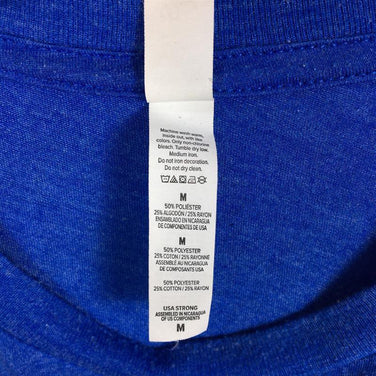 Machine wash warm,
inside out, with like
colors. Only non-chlorine
bleach. Tumble dry low.
Medium iron.
Do not iron decoration.
Do not dry clean.
M
50% POLIÉSTER
25% ALGODÓN / 25% RAYON
ENSAMBLADO EN NICARAGUA
DE COMPONENTES DE USA
M
50% POLYESTER
25% COTON / 25% RAYONNE
ASSEMBLÉ AU NICARAGUA
DE COMPOSANTS USA
50% POLYESTER
25% COTTON / 25% RAYON
USA STRONG
ASSEMBLED IN NICARAGUA
OF US COMPONENTS
M